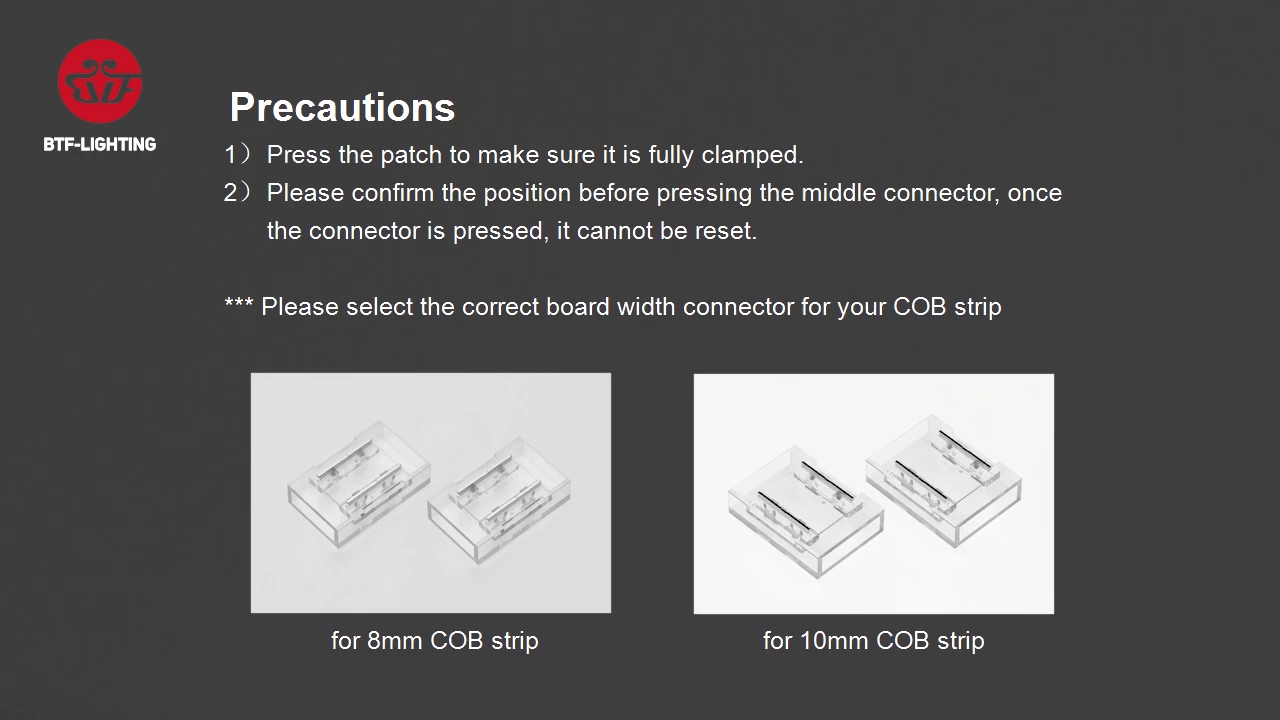 BTF-LIGHTING
Precautions
1） Press the patch to make sure it is fully clamped.
2） Please confirm the position before pressing the middle connector, once
the connector is pressed, it cannot be reset.
*** Please select the correct board width connector for your COB strip
for 8mm COB strip
for 10mm COB strip